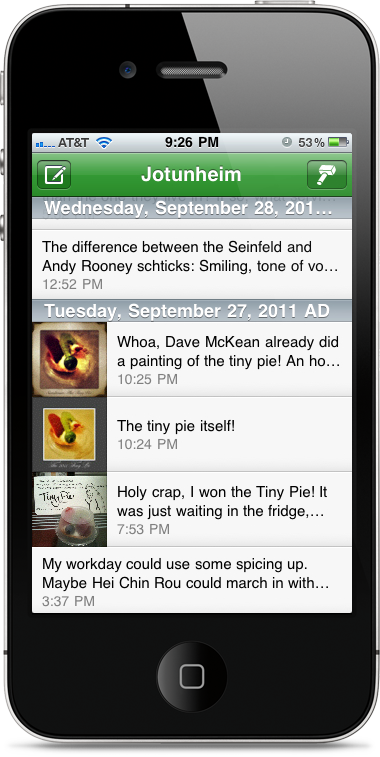 AT&T 9:26 PM 53%
Jotunheim
Wednesday, September 28, 201...
The difference between the Seinfeld and
Andy Rooney schticks: Smiling, tone of vo...
12:52 PM
Tuesday, September 27, 2011 AD
Whoa, Dave McKean already did
a painting of the tiny pie! An ho...
10:25 PM
The tiny pie itself!
10:24 PM
Tiny Pie
Holy crap, I won the Tiny Pie! It
was just waiting in the fridge,...
7:53 PM
My workday could use some spicing up.
Maybe Hei Chin Rou could march in with...
3:37 PM